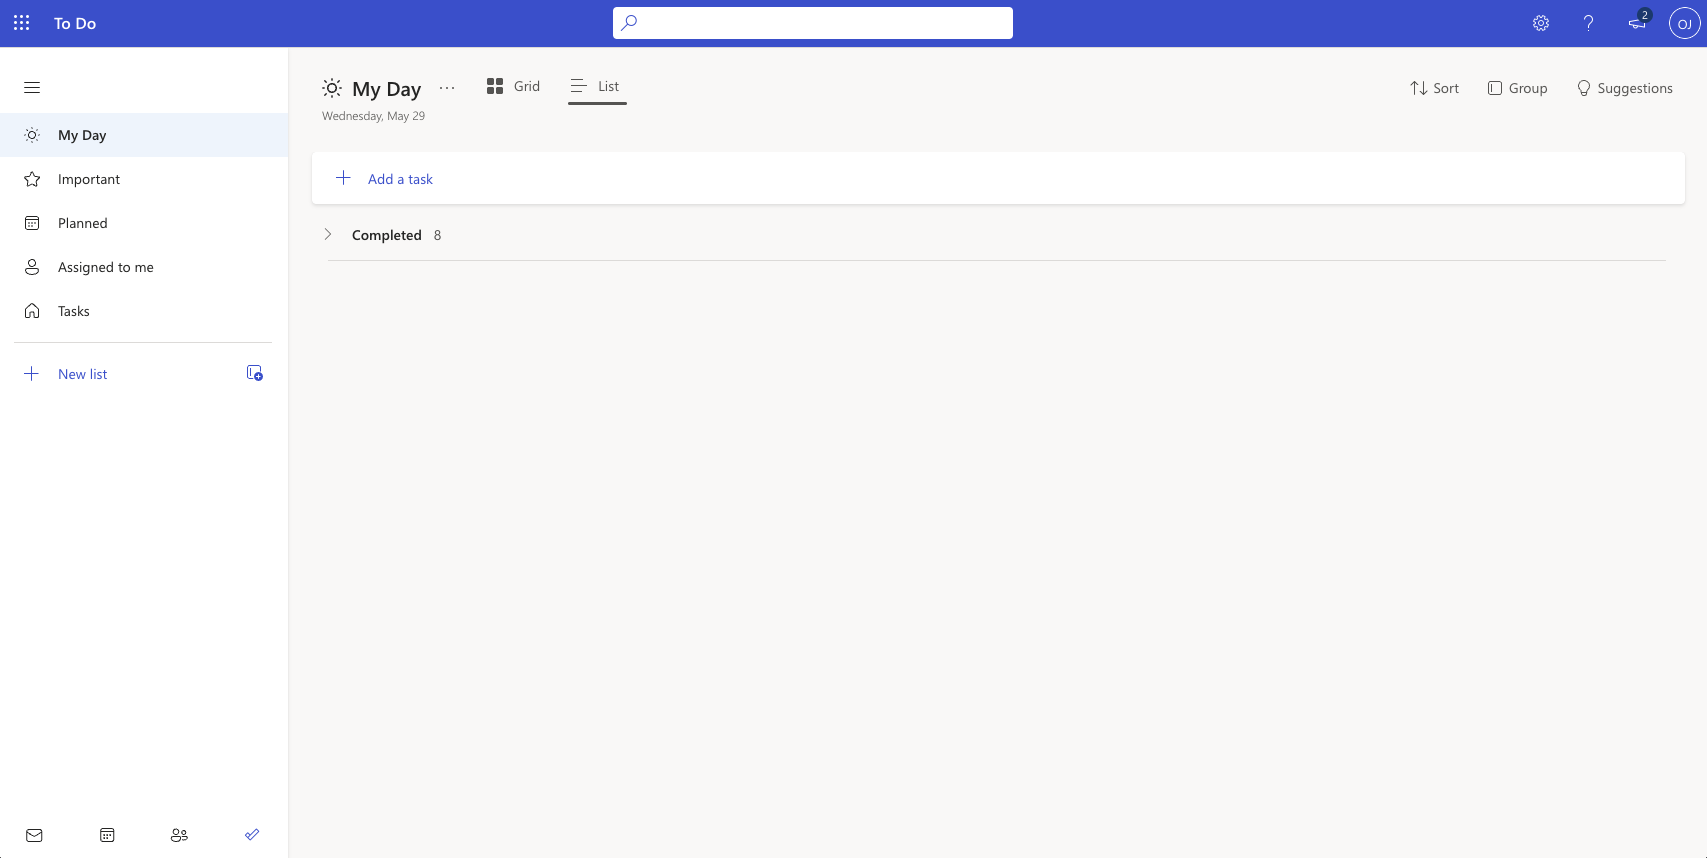 To Do
2
OJ
My Day
Important
Planned
Assigned to me
Tasks
New list
My Day
Grid
List
Sort
Group
Suggestions
Wednesday, May 29
Add a task
Completed 8